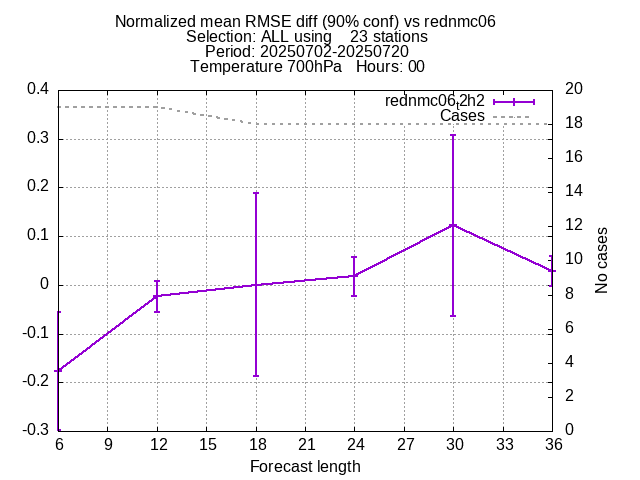 Normalized mean RMSE diff (90% conf) vs rednmc06
Selection: ALL using    23 stations
Period: 20250702-20250720
Temperature 700hPa   Hours: 00
0.4
0.3
0.2
0.1
0
-0.1
-0.2
-0.3
20
18
16
14
12
10
8
6
4
2
0
rednmc06_t2h2
Cases
No cases
6 9 12 15 18 21 24 27 30 33 36
Forecast length